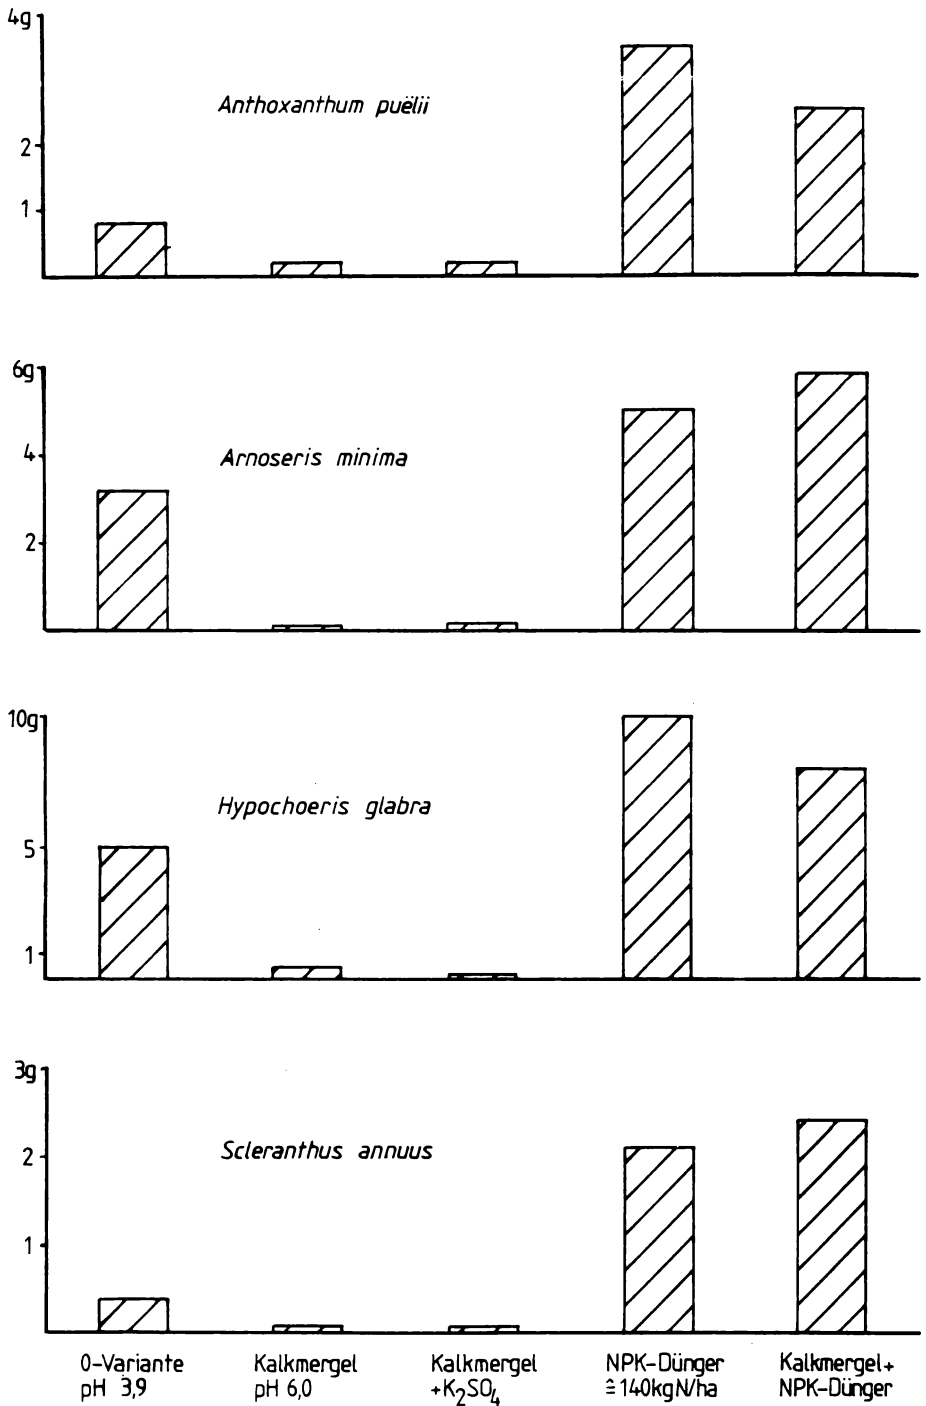 4g
Anthoxanthum puëlii
2
1
6g
4
Arnoseris minima
2
10g
Hypochoeris glabra
5
1
3g
Scleranthus annuus
2
1
0-Variante
pH 3,9
Kalkmergel
pH 6,0
Kalkmergel
+K₂SO₄
NPK-Dünger
≙140kgN/ha
Kalkmergel+
NPK-Dünger